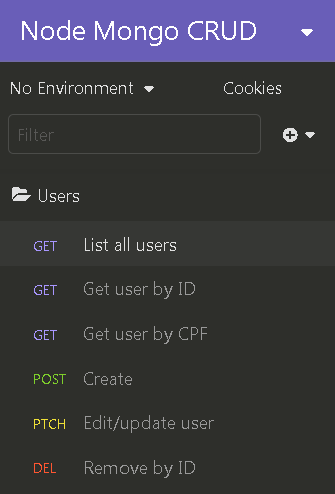 Node Mongo CRUD
No Environment Cookies
Filter
Users
GET List all users
GET Get user by ID
GET Get user by CPF
POST Create
PTCH Edit/update user
DEL Remove by ID